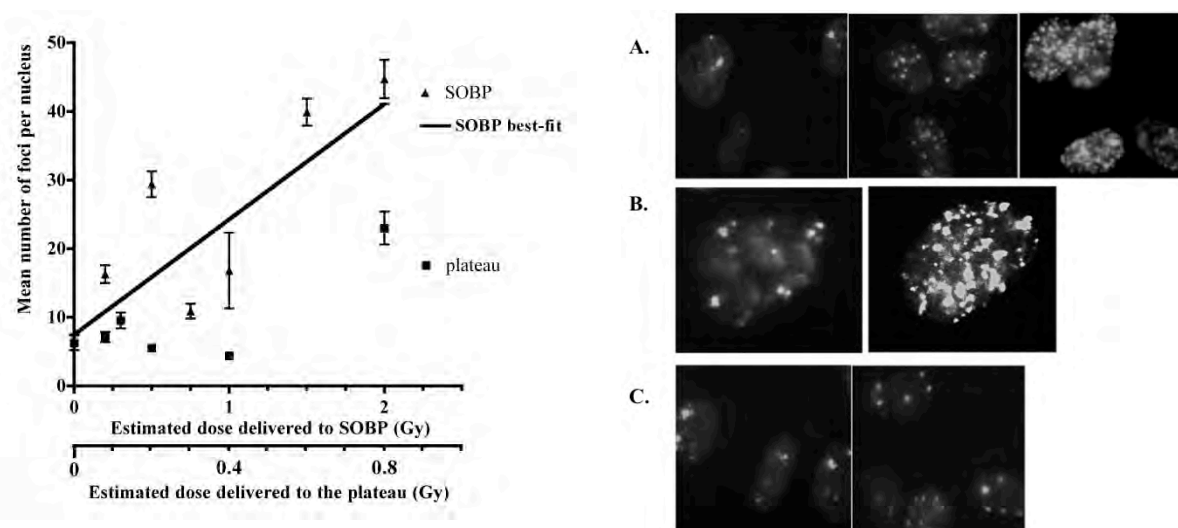 50
40
30
20
10
0
Mean number of foci per nucleus
SOBP
SOBP best-fit
plateau
0 1 2
Estimated dose delivered to SOBP (Gy)
0 0.4 0.8
Estimated dose delivered to the plateau (Gy)
A.
B.
C.